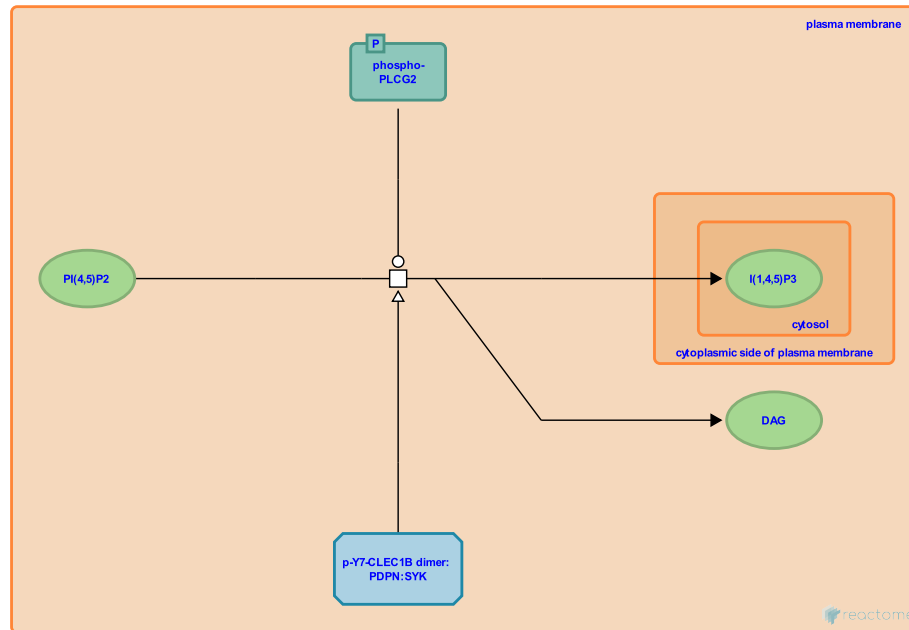 plasma membrane
P
phospho-
PLCG2
PI(4,5)P2
I(1,4,5)P3
cytosol
cytoplasmic side of plasma membrane
DAG
p-Y7-CLEC1B dimer:
PDPN:SYK
reactome